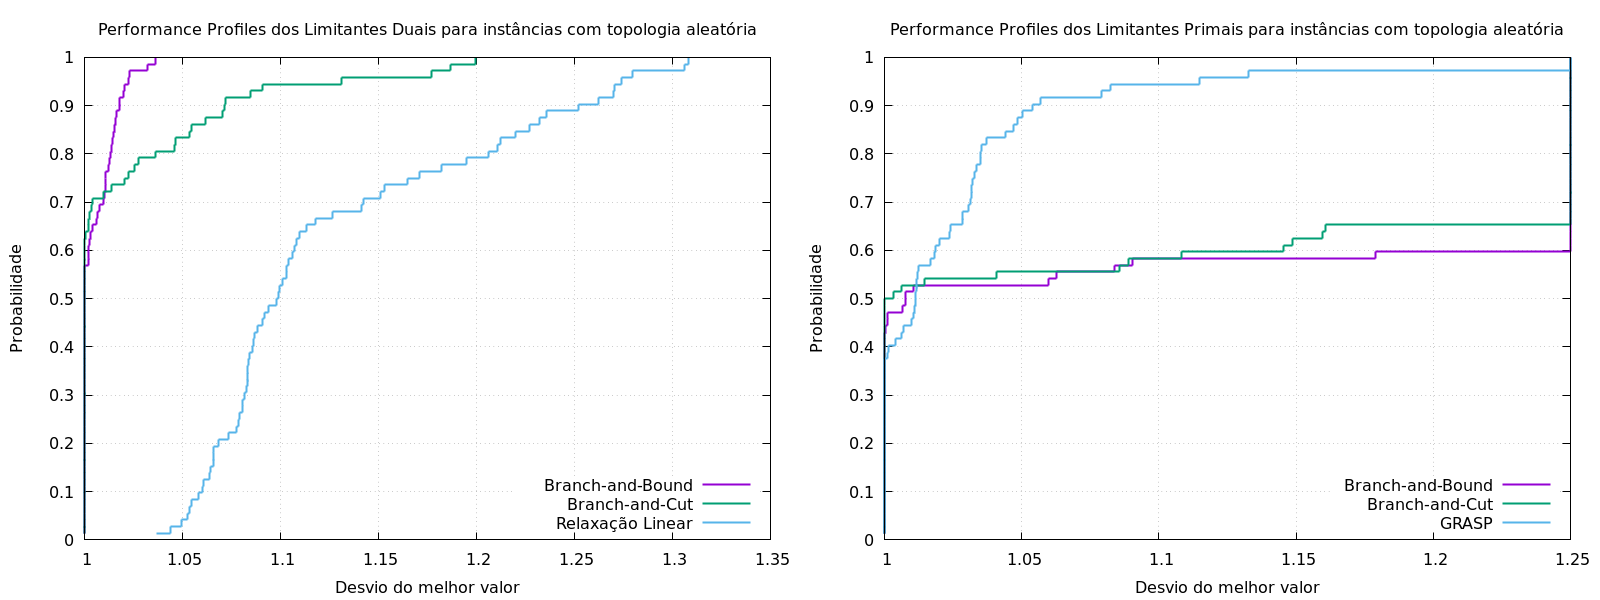 Performance Profiles dos Limitantes Duais para instâncias com topologia aleatória
1
0.9
0.8
0.7
0.6
0.5
0.4
0.3
0.2
0.1
0
Probabilidade
Branch-and-Bound
Branch-and-Cut
Relaxação Linear
1 1.05 1.1 1.15 1.2 1.25 1.3 1.35
Desvio do melhor valor
Performance Profiles dos Limitantes Primais para instâncias com topologia aleatória
1
0.9
0.8
0.7
0.6
0.5
0.4
0.3
0.2
0.1
0
Probabilidade
Branch-and-Bound
Branch-and-Cut
GRASP
1 1.05 1.1 1.15 1.2 1.25
Desvio do melhor valor